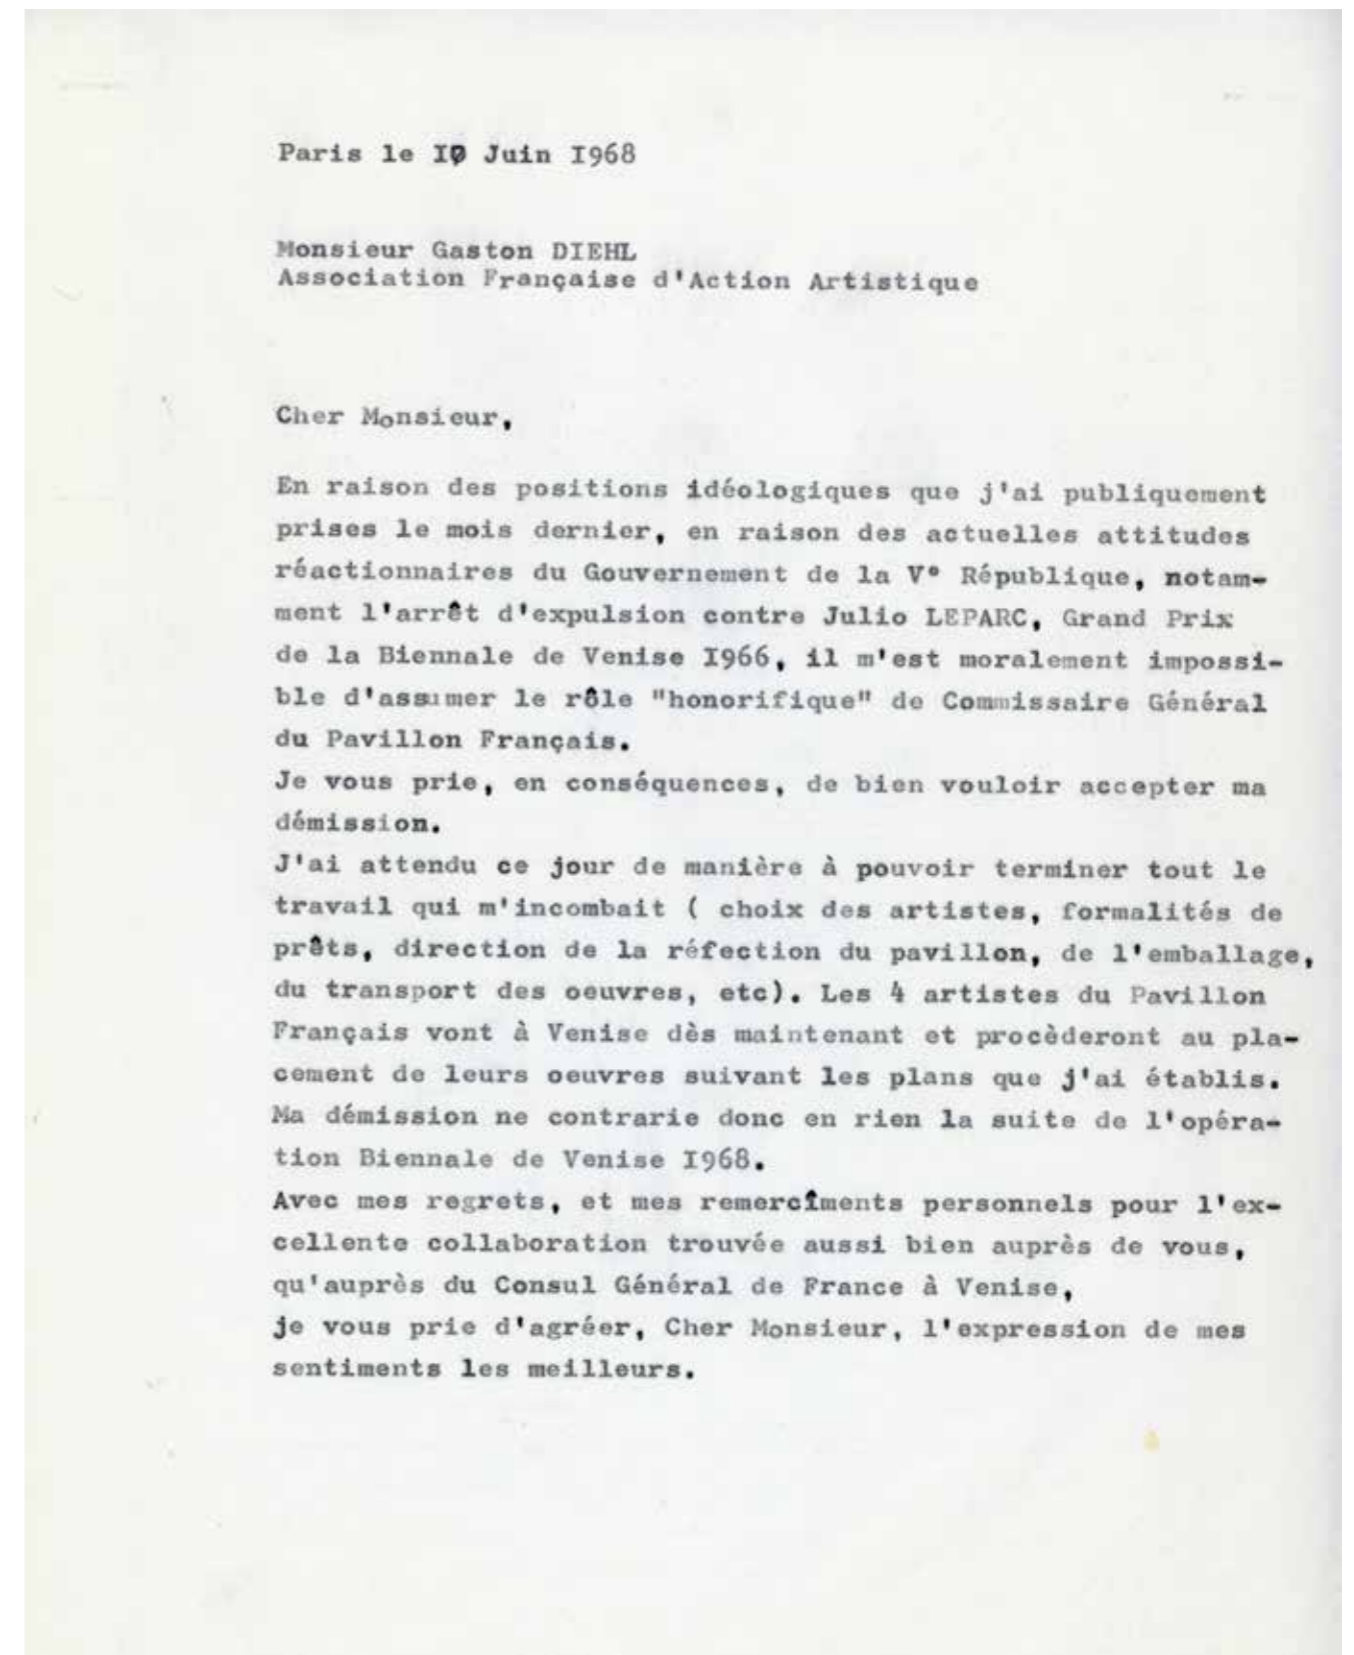 Paris le I0 Juin I968
Monsieur Gaston DIEHL
Association Française d'Action Artistique
Cher Monsieur,
En raison des positions idéologiques que j'ai publiquement
prises le mois dernier, en raison des actuelles attitudes
réactionnaires du Gouvernement de la V° République, notam-
ment l'arrêt d'expulsion contre Julio LEPARC, Grand Prix
de la Biennale de Venise I966, il m'est moralement impossi-
ble d'assumer le rôle "honorifique" de Commissaire Général
du Pavillon Français.
Je vous prie, en conséquences, de bien vouloir accepter ma
démission.
J'ai attendu ce jour de manière à pouvoir terminer tout le
travail qui m'incombait ( choix des artistes, formalités de
prêts, direction de la réfection du pavillon, de l'emballage,
du transport des oeuvres, etc). Les 4 artistes du Pavillon
Français vont à Venise dès maintenant et procèderont au pla-
cement de leurs oeuvres suivant les plans que j'ai établis.
Ma démission ne contrarie donc en rien la suite de l'opéra-
tion Biennale de Venise I968.
Avec mes regrets, et mes remercîments personnels pour l'ex-
cellente collaboration trouvée aussi bien auprès de vous,
qu'auprès du Consul Général de France à Venise,
je vous prie d'agréer, Cher Monsieur, l'expression de mes
sentiments les meilleurs.